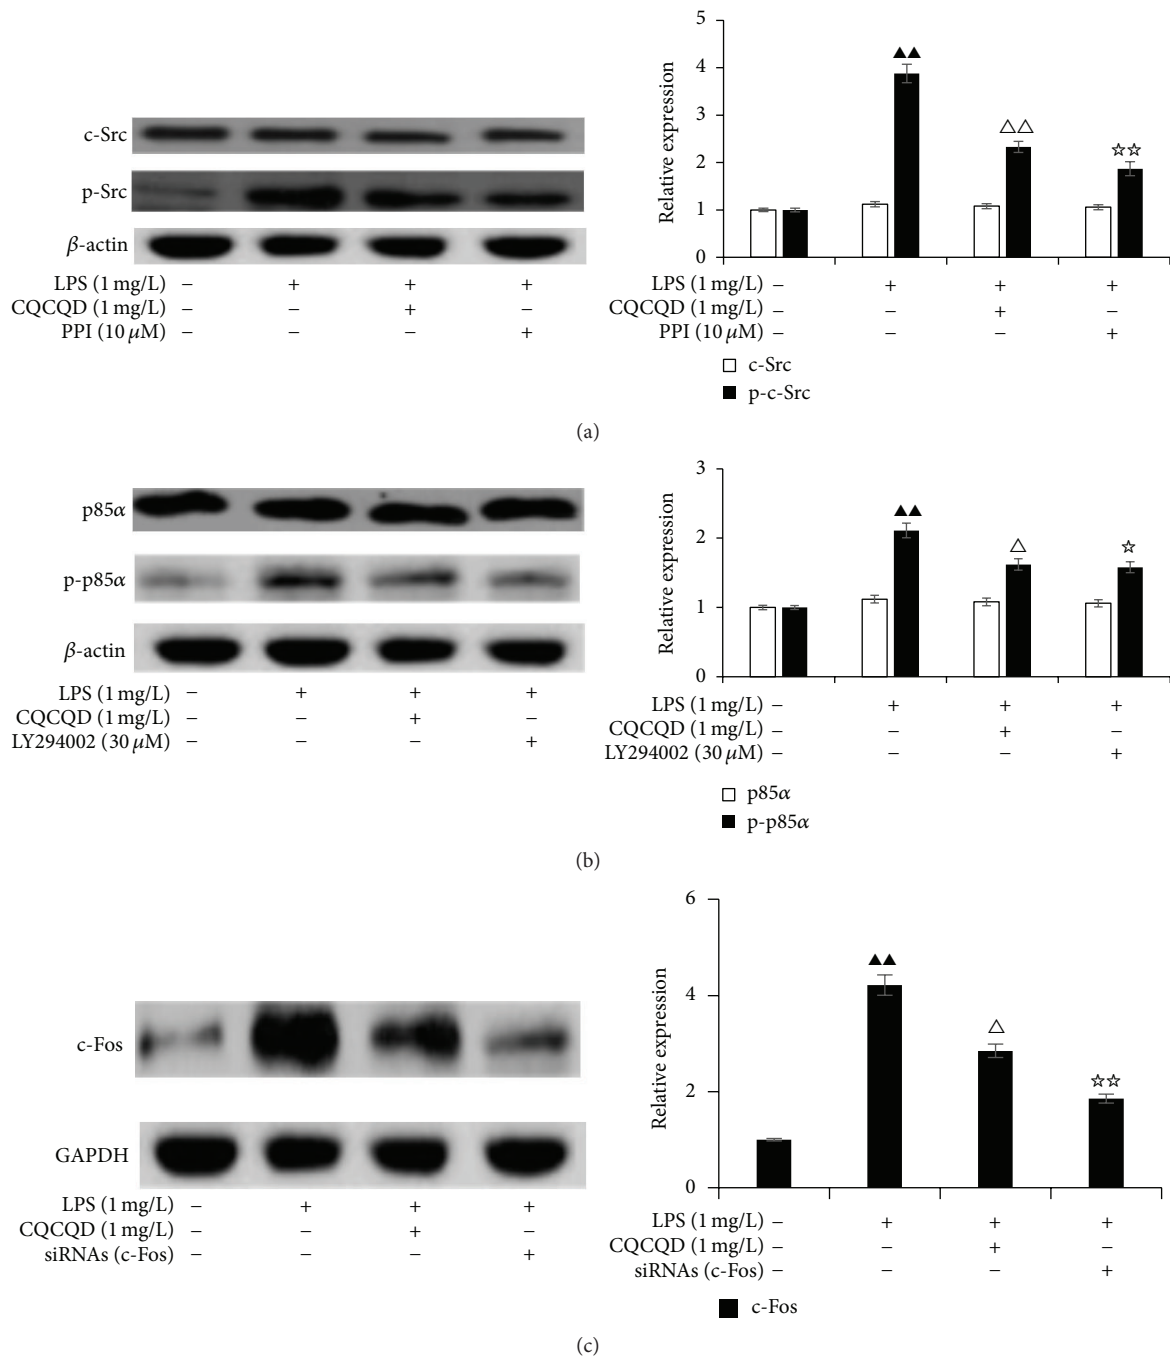 c-Src
p-Src
β-actin
LPS (1 mg/L) − + + +
CQCQD (1 mg/L) − − + −
PPI (10 μM) − − − +
5
4
3
2
1
0
Relative expression
▲▲
△△
☆☆
LPS (1 mg/L) − + + +
CQCQD (1 mg/L) − − + −
PPI (10 μM) − − − +
c-Src
p-c-Src
(a)
p85α
p-p85α
β-actin
LPS (1 mg/L) − + + +
CQCQD (1 mg/L) − − + −
LY294002 (30 μM) − − − +
3
2
1
0
Relative expression
▲▲
△
☆
LPS (1 mg/L) − + + +
CQCQD (1 mg/L) − − + −
LY294002 (30 μM) − − − +
p85α
p-p85α
(b)
c-Fos
GAPDH
LPS (1 mg/L) − + + +
CQCQD (1 mg/L) − − + −
siRNAs (c-Fos) − − − +
6
4
2
0
Relative expression
▲▲
△
☆☆
LPS (1 mg/L) − + + +
CQCQD (1 mg/L) − − + −
siRNAs (c-Fos) − − − +
c-Fos
(c)